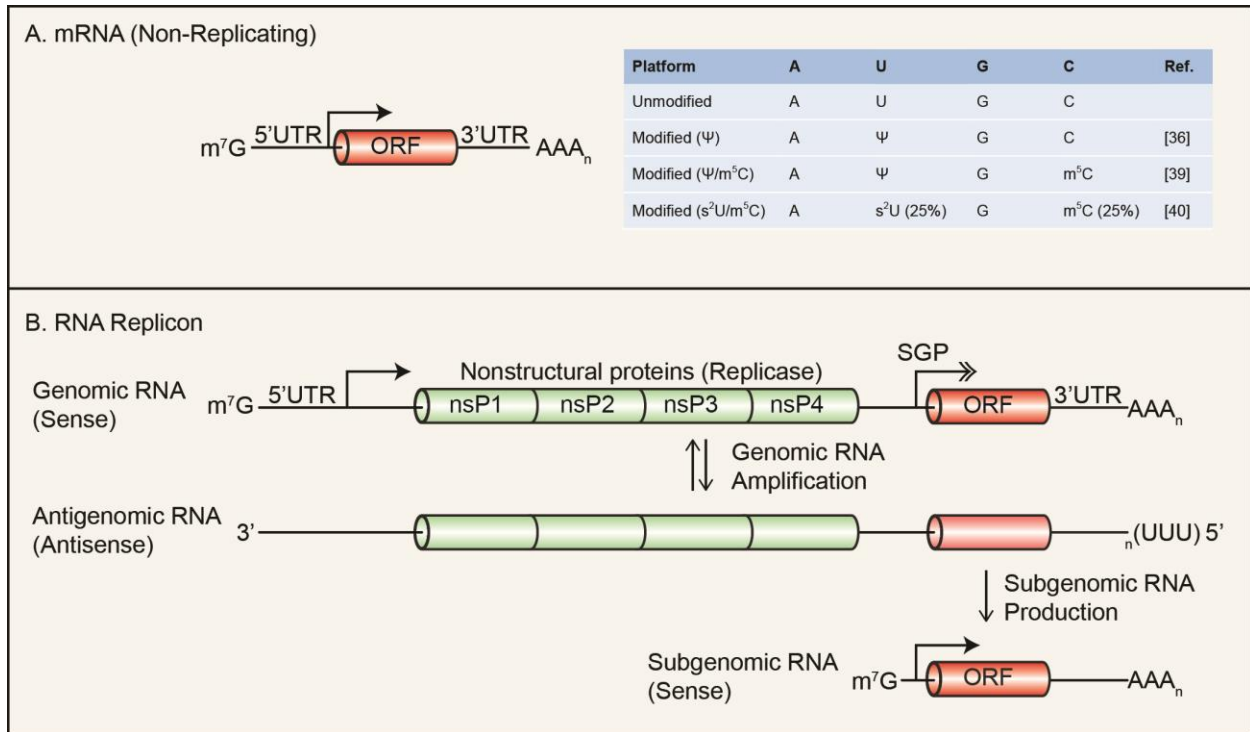 A. mRNA (Non-Replicating)
m⁷G 5'UTR ORF 3'UTR AAAₙ
Platform A U G C Ref.
Unmodified A U G C
Modified (Ψ) A Ψ G C [36]
Modified (Ψ/m⁵C) A Ψ G m⁵C [39]
Modified (s²U/m⁵C) A s²U (25%) G m⁵C (25%) [40]
B. RNA Replicon
SGP
Nonstructural proteins (Replicase)
Genomic RNA
(Sense)
m⁷G 5'UTR nsP1 nsP2 nsP3 nsP4 ORF 3'UTR AAAₙ
Genomic RNA
Amplification
Antigenomic RNA
(Antisense)
3' ₙ(UUU) 5'
Subgenomic RNA
Production
Subgenomic RNA
(Sense)
m⁷G ORF AAAₙ